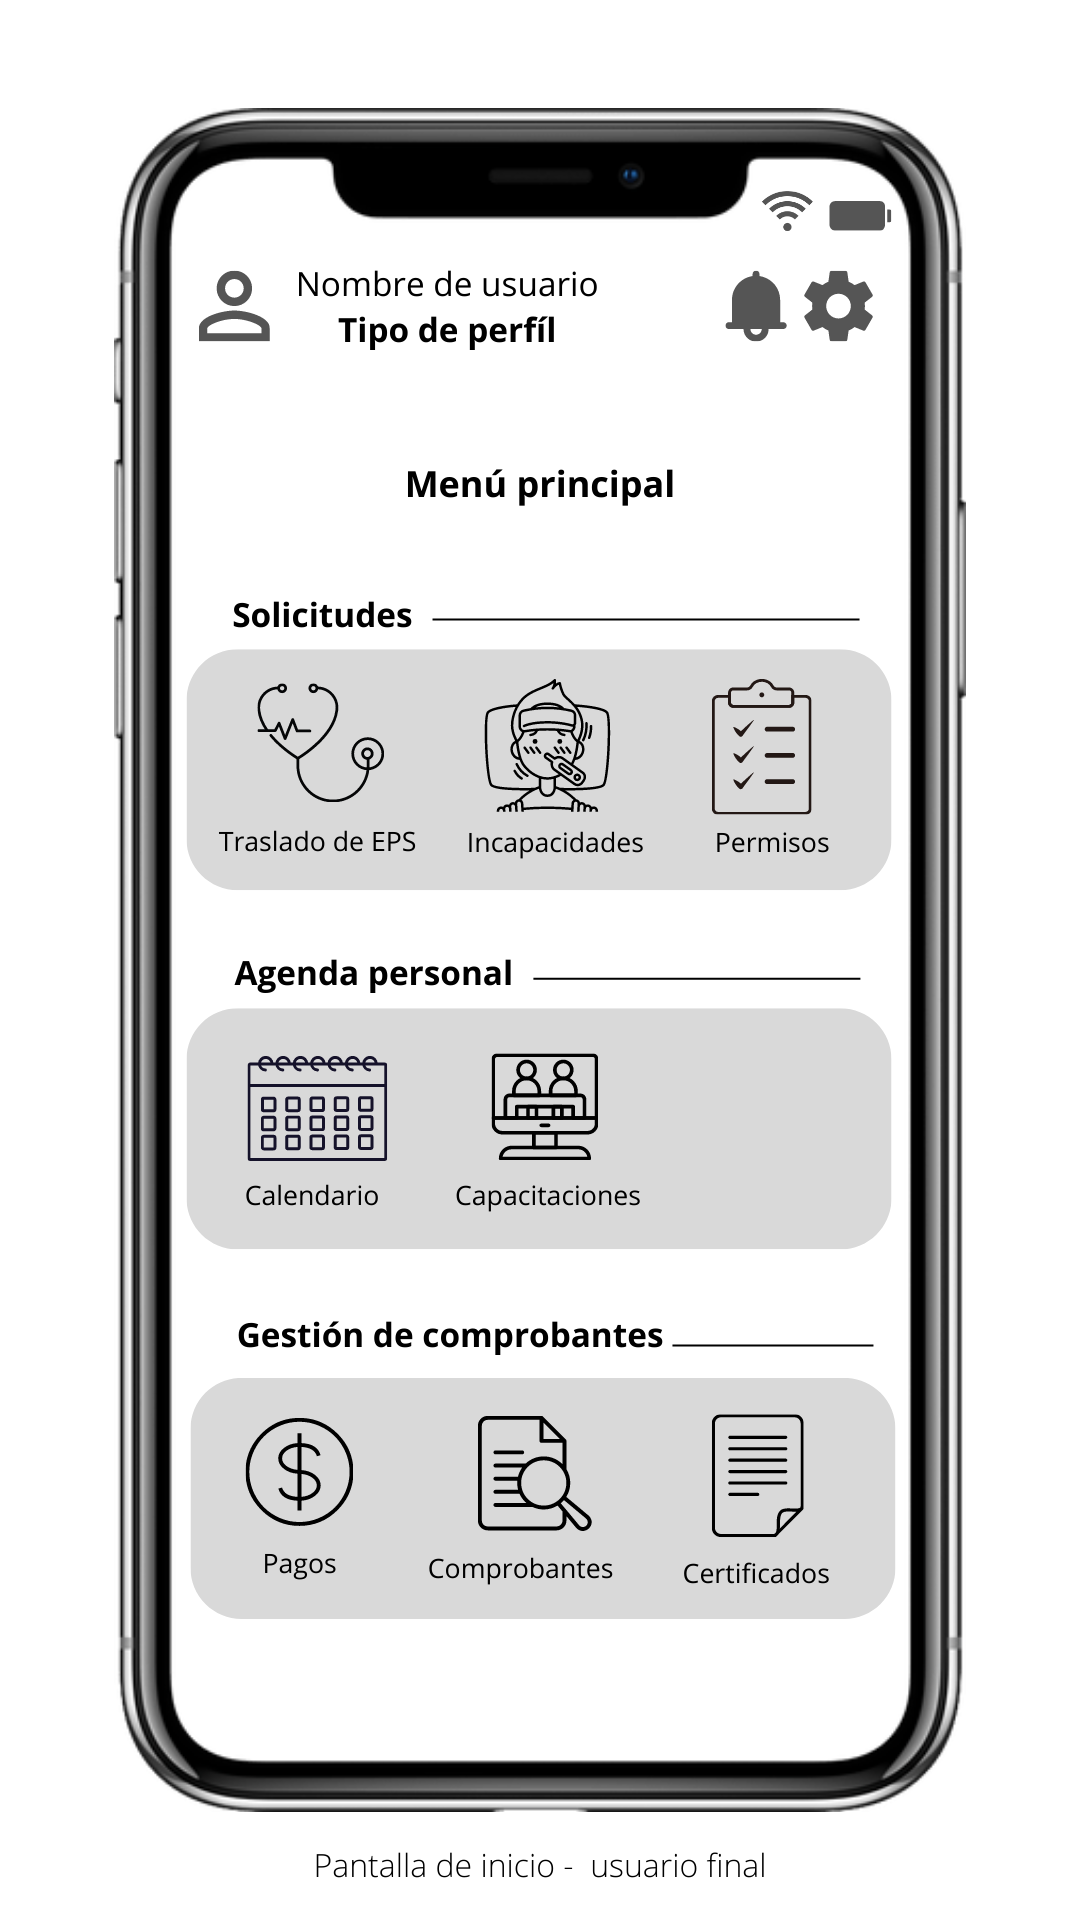 Nombre de usuario
Tipo de perfíl
Menú principal
Solicitudes
Traslado de EPS
Incapacidades
Permisos
Agenda personal
Calendario
Capacitaciones
Gestión de comprobantes
Pagos
Comprobantes
Certificados
Pantalla de inicio -  usuario final